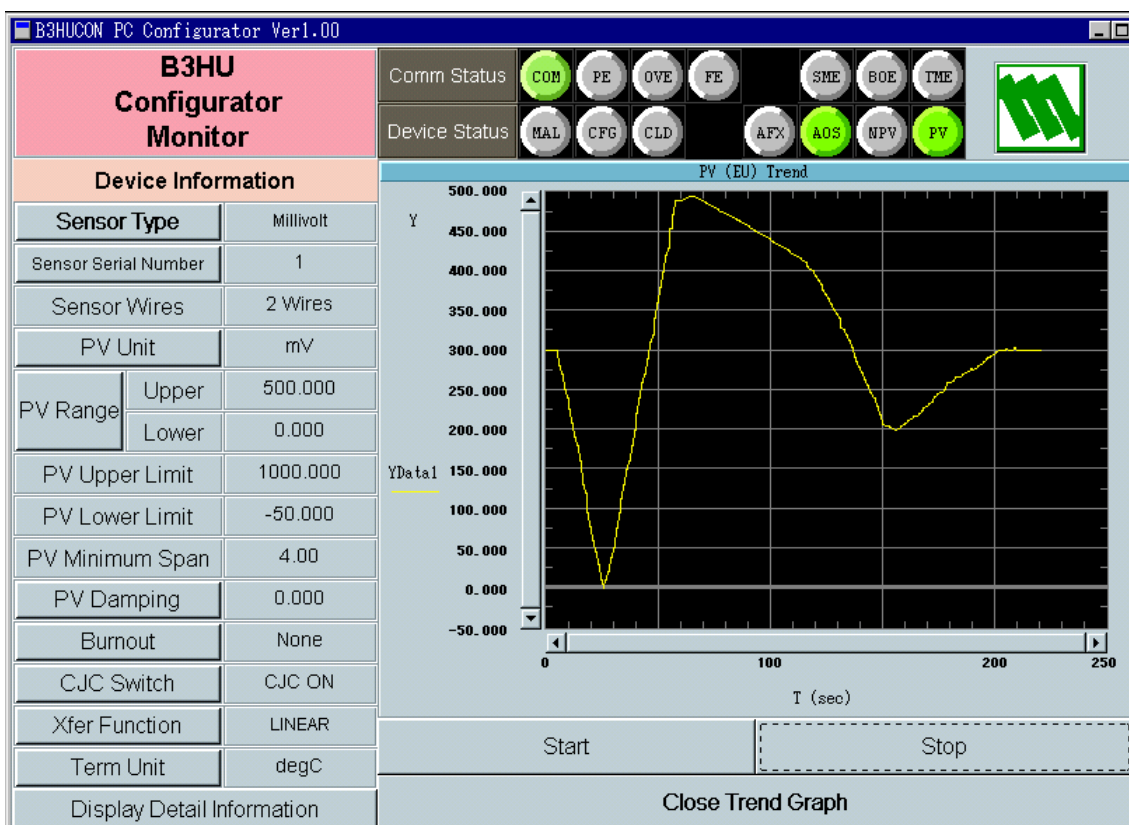 B3HUCON PC Configurator Ver1.00
B3HU
Configurator
Monitor
Comm Status COM PE OVE FE SME BOE TME
Device Status MAL CFG CLD AFX AOS NPV PV
Device Information
Sensor Type Millivolt
Sensor Serial Number 1
Sensor Wires 2 Wires
PV Unit mV
PV Range Upper 500.000
Lower 0.000
PV Upper Limit 1000.000
PV Lower Limit -50.000
PV Minimum Span 4.00
PV Damping 0.000
Burnout None
CJC Switch CJC ON
Xfer Function LINEAR
Term Unit degC
Display Detail Information
PV (EU) Trend
Y
YData1
500.000
450.000
400.000
350.000
300.000
250.000
200.000
150.000
100.000
50.000
0.000
-50.000
0 100 200 250
T (sec)
Start Stop
Close Trend Graph